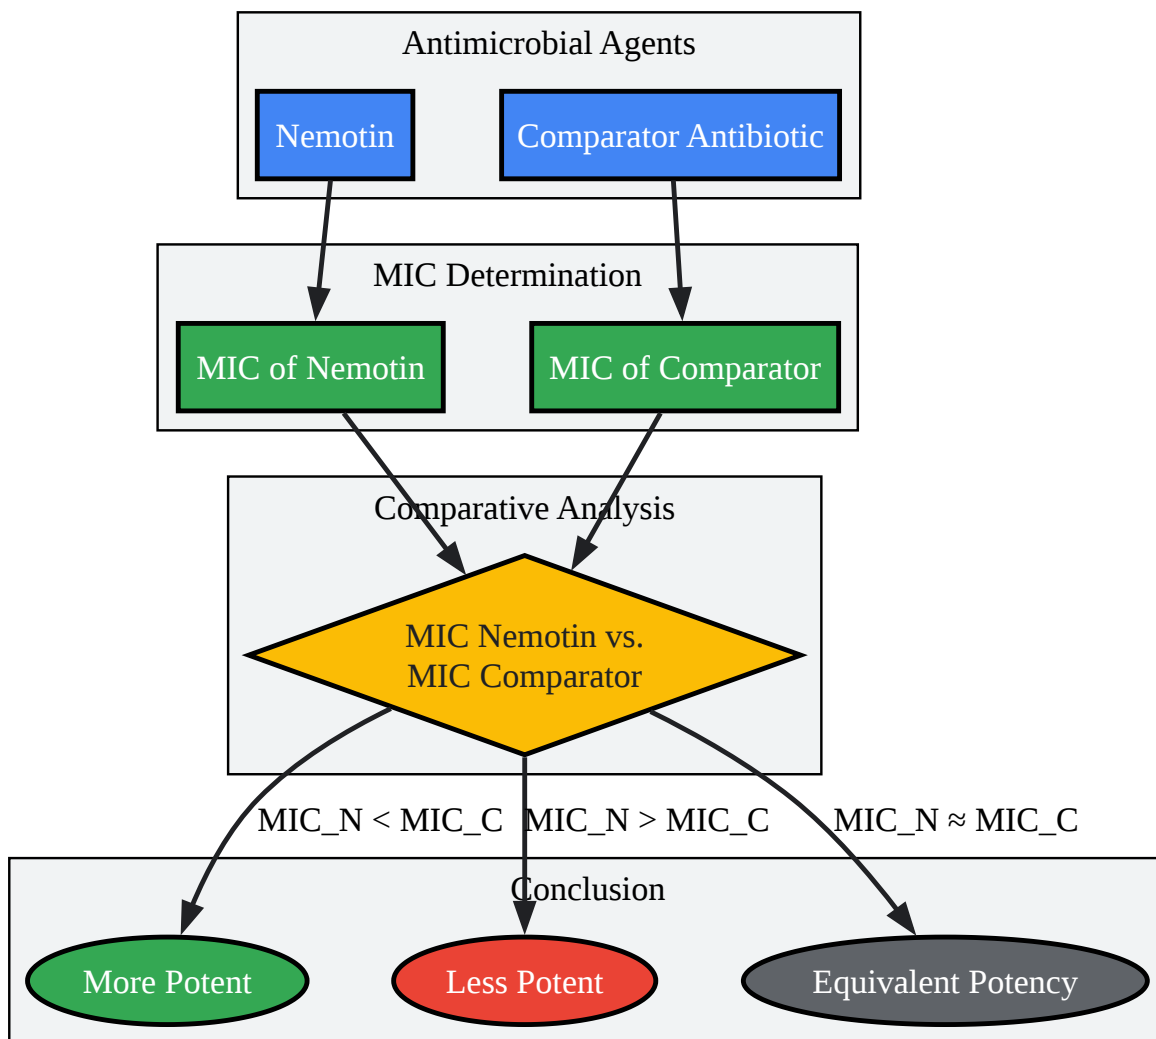 Antimicrobial Agents
Nemotin
Comparator Antibiotic
MIC Determination
MIC of Nemotin
MIC of Comparator
Comparative Analysis
MIC Nemotin vs.
MIC Comparator
MIC_N < MIC_C
MIC_N > MIC_C
MIC_N ≈ MIC_C
Conclusion
More Potent
Less Potent
Equivalent Potency